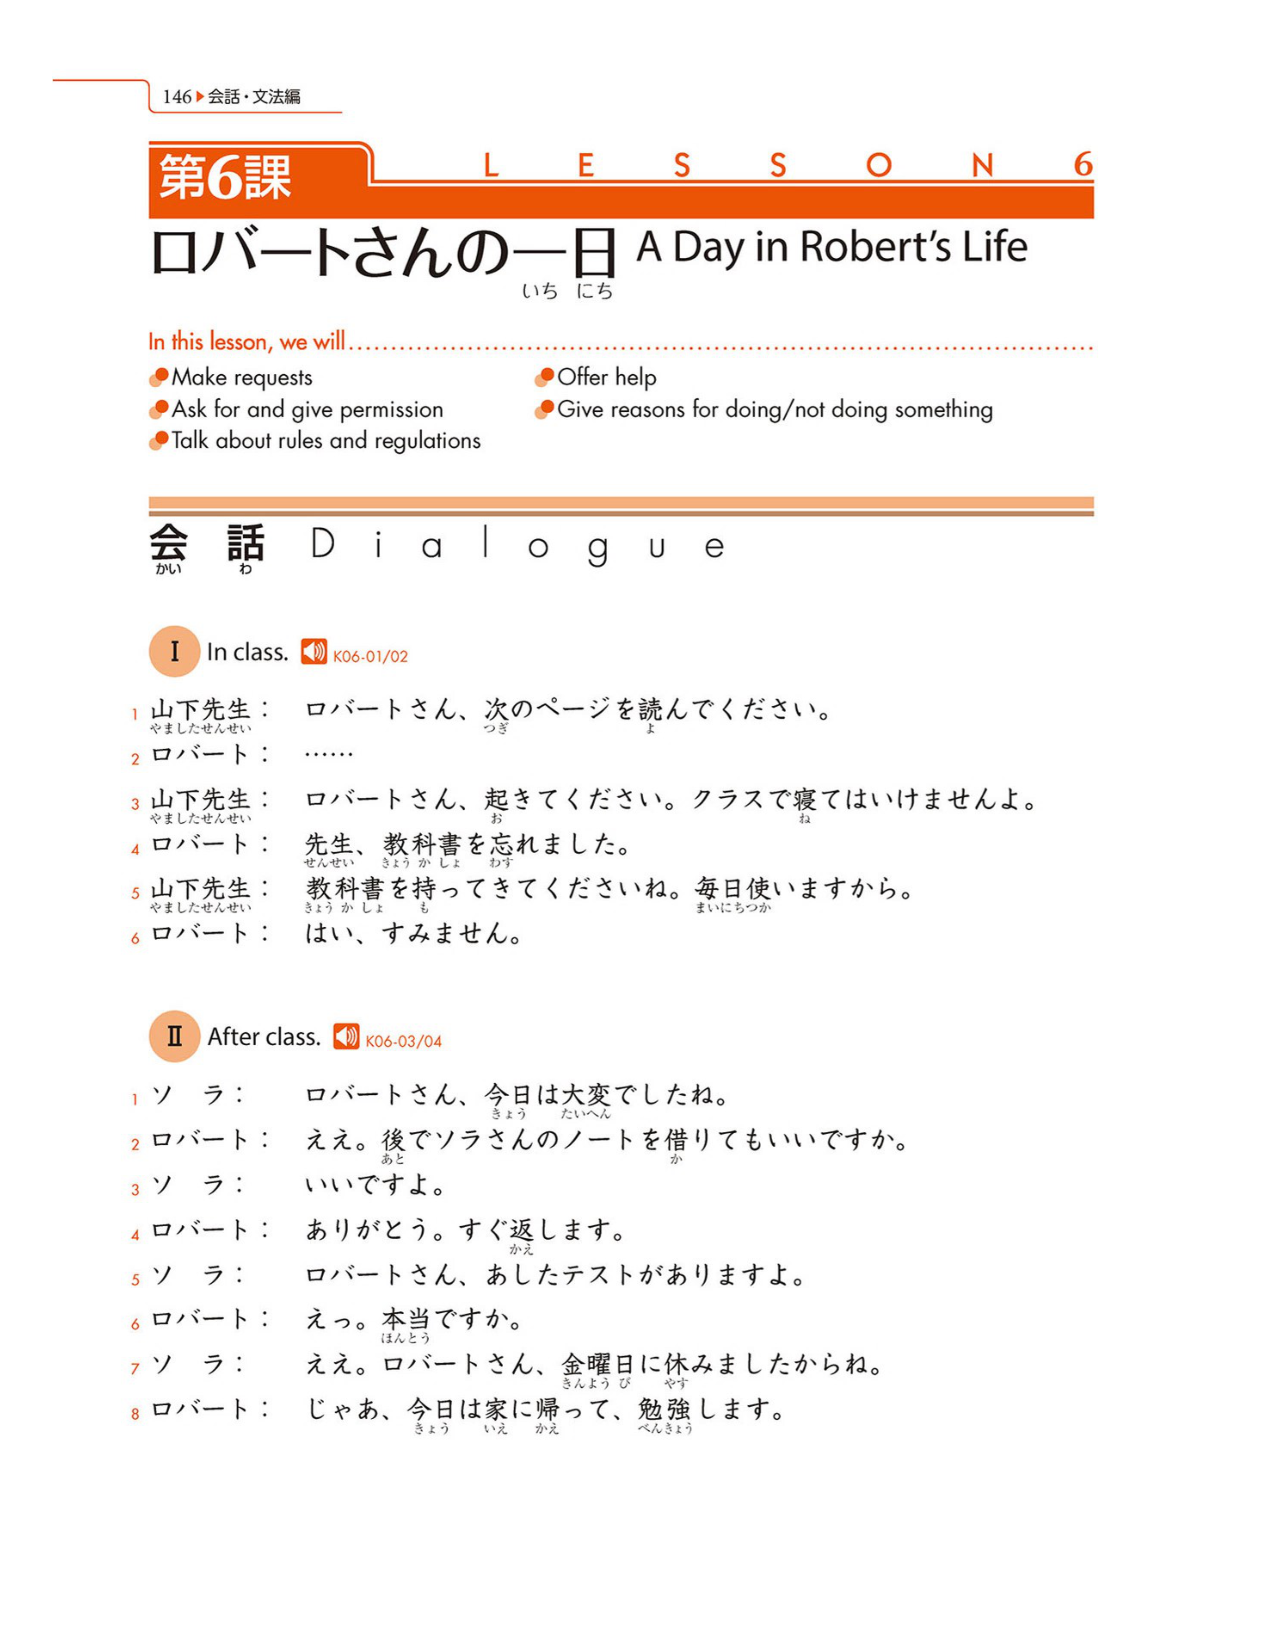 146▶会話・文法編
第6課 LESSON 6
ロバートさんの一日 A Day in Robert's Life
いち にち
In this lesson, we will
Make requests
Ask for and give permission
Talk about rules and regulations
Offer help
Give reasons for doing/not doing something
会話 Dialogue
かい わ
Ⅰ In class. K06-01/02
1 山下先生： ロバートさん、次のページを読んでください。
やましたせんせい つぎ よ
2 ロバート： ……
3 山下先生： ロバートさん、起きてください。クラスで寝てはいけませんよ。
やましたせんせい お ね
4 ロバート： 先生、教科書を忘れました。
せんせい きょう か しょ わす
5 山下先生： 教科書を持ってきてくださいね。毎日使いますから。
やましたせんせい きょう か しょ も まいにちつか
6 ロバート： はい、すみません。
Ⅱ After class. K06-03/04
1 ソ ラ： ロバートさん、今日は大変でしたね。
きょう たいへん
2 ロバート： ええ。後でソラさんのノートを借りてもいいですか。
あと か
3 ソ ラ： いいですよ。
4 ロバート： ありがとう。すぐ返します。
かえ
5 ソ ラ： ロバートさん、あしたテストがありますよ。
6 ロバート： えっ。本当ですか。
ほんとう
7 ソ ラ： ええ。ロバートさん、金曜日に休みましたからね。
きんよう び やす
8 ロバート： じゃあ、今日は家に帰って、勉強します。
きょう いえ かえ べんきょう